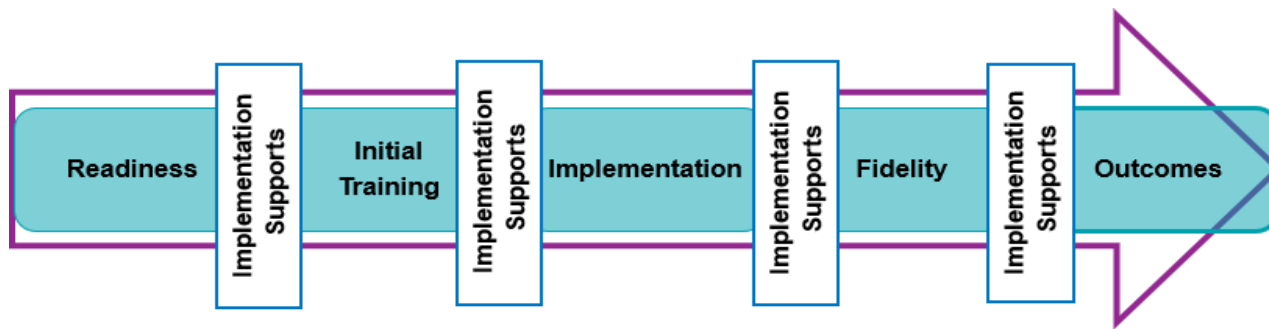 Readiness
Implementation
Supports
Initial
Training
Implementation
Supports
Implementation
Implementation
Supports
Fidelity
Implementation
Supports
Outcomes